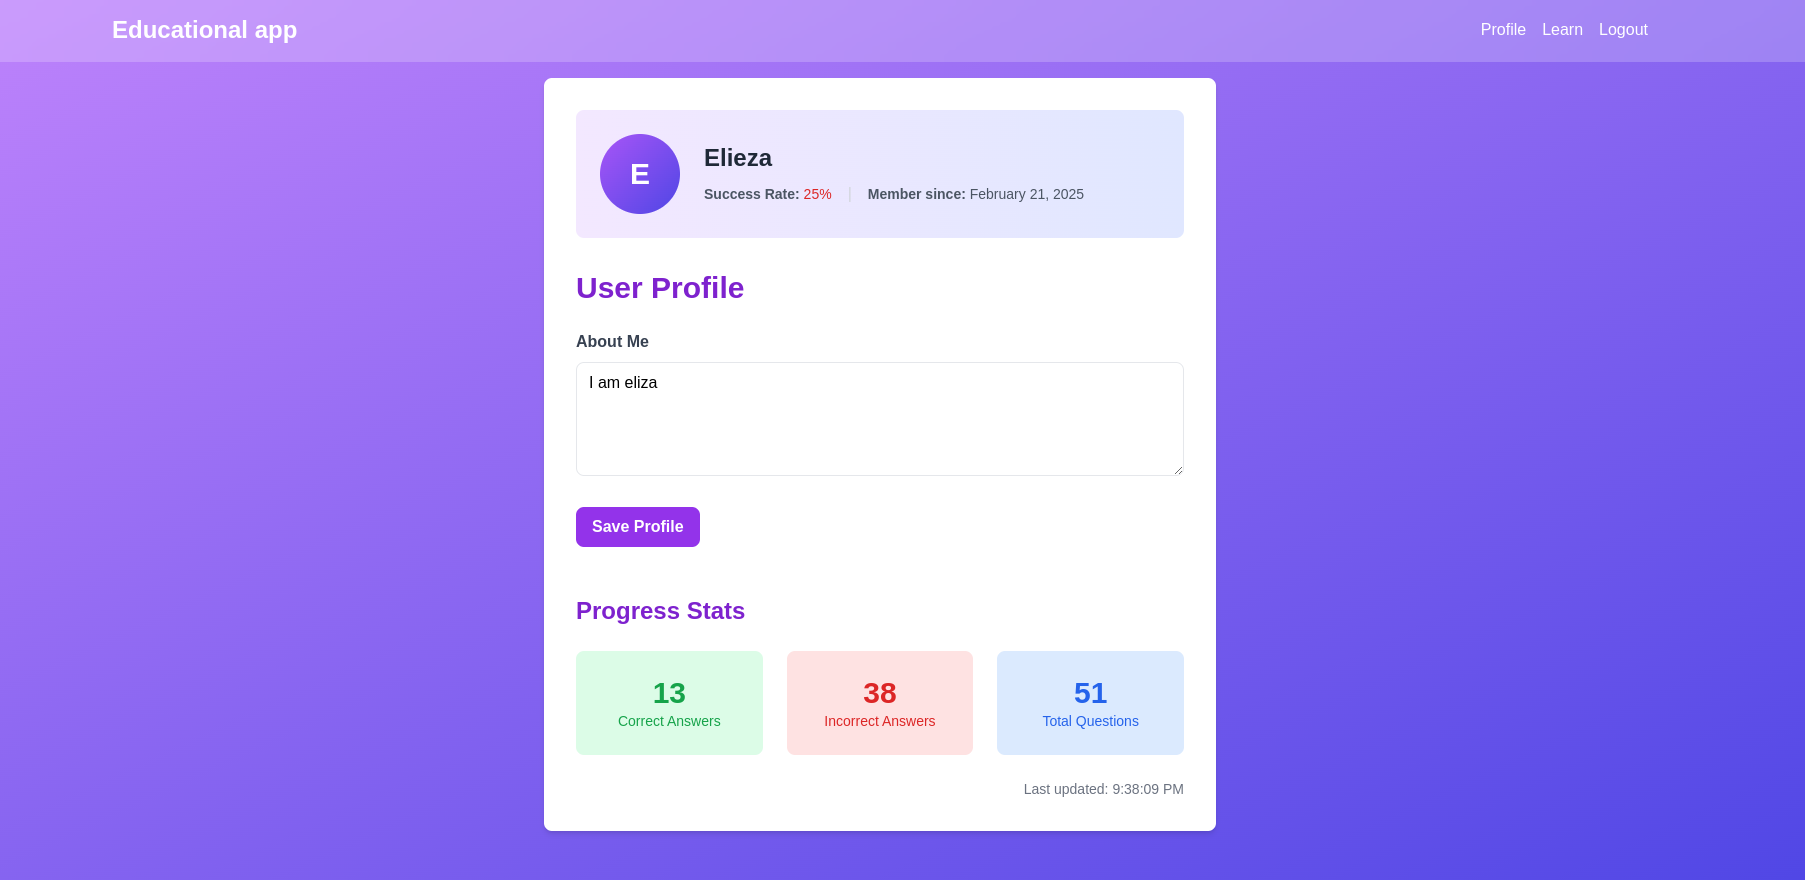 Educational app
Profile Learn Logout
E
Elieza
Success Rate: 25% Member since: February 21, 2025
User Profile
About Me
I am eliza
Save Profile
Progress Stats
13
Correct Answers
38
Incorrect Answers
51
Total Questions
Last updated: 9:38:09 PM